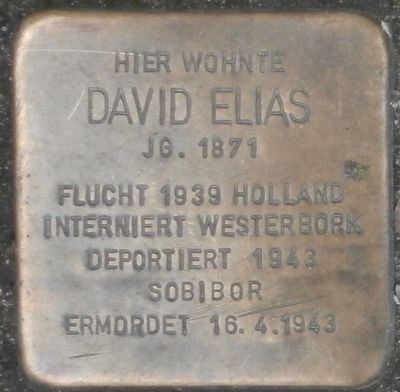 HIER WOHNTE
DAVID ELIAS
JG. 1871
FLUCHT 1939 HOLLAND
INTERNIERT WESTERBORK
DEPORTIERT 1943
SOBIBOR
ERMORDET 16.4.1943